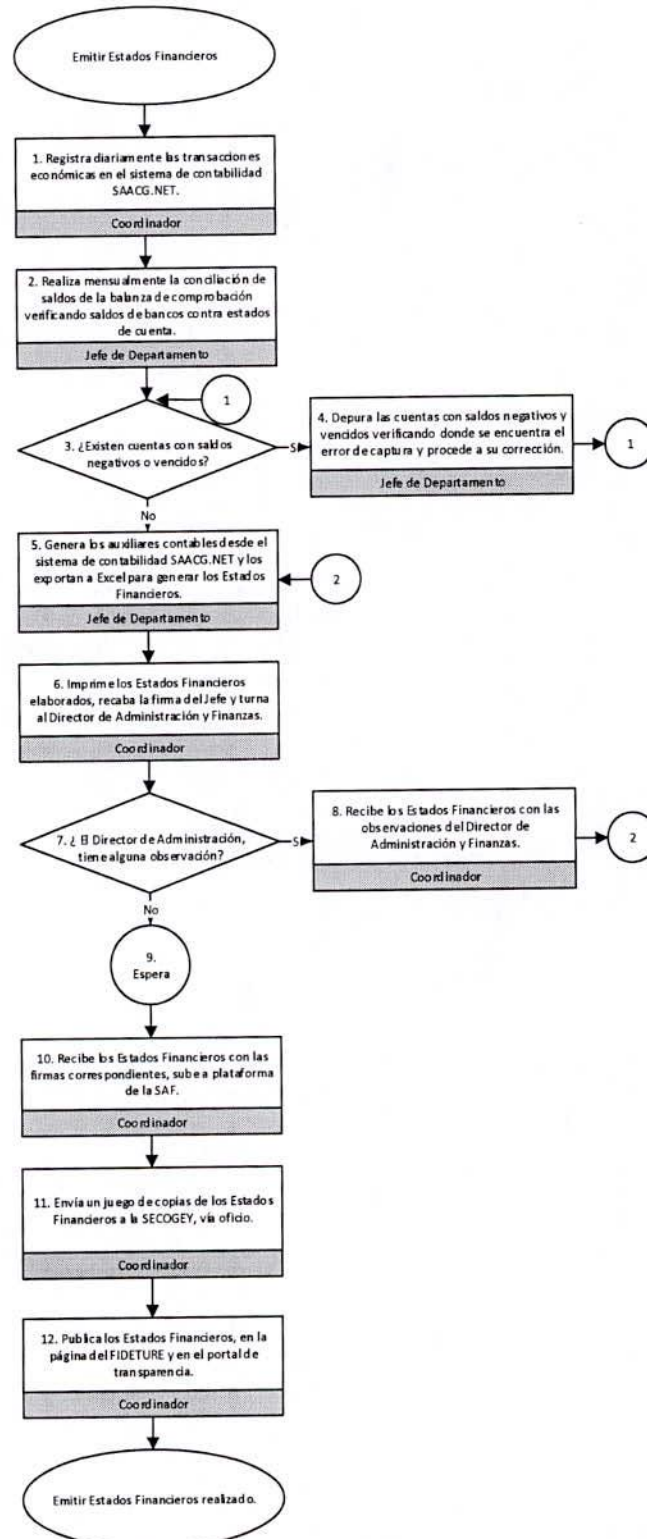 Emitir Estados Financieros
1. Registra diariamente las transacciones
económicas en el sistema de contabilidad
SAACG.NET.
Coordinador
2. Realiza mensualmente la conciliación de
saldos de la balanza de comprobación
verificando saldos de bancos contra estados
de cuenta.
Jefe de Departamento
1
3. ¿Existen cuentas con saldos
negativos o vencidos?
S
4. Depura las cuentas con saldos negativos y
vencidos verificando donde se encuentra el
error de captura y procede a su corrección.
Jefe de Departamento
1
No
5. Genera los auxiliares contables desde el
sistema de contabilidad SAACG.NET y los
exportan a Excel para generar los Estados
Financieros.
Jefe de Departamento
2
6. Imprime los Estados Financieros
elaborados, recaba la firma del Jefe y turna
al Director de Administración y Finanzas.
Coordinador
7. ¿ El Director de Administración,
tiene alguna observación?
S
8. Recibe los Estados Financieros con las
observaciones del Director de
Administración y Finanzas.
Coordinador
2
No
9.
Espera
10. Recibe los Estados Financieros con las
firmas correspondientes, sube a plataforma
de la SAF.
Coordinador
11. Envía un juego de copias de los Estados
Financieros a la SECOGEY, vía oficio.
Coordinador
12. Publica los Estados Financieros, en la
página del FIDETURE y en el portal de
transparencia.
Coordinador
Emitir Estados Financieros realizado.